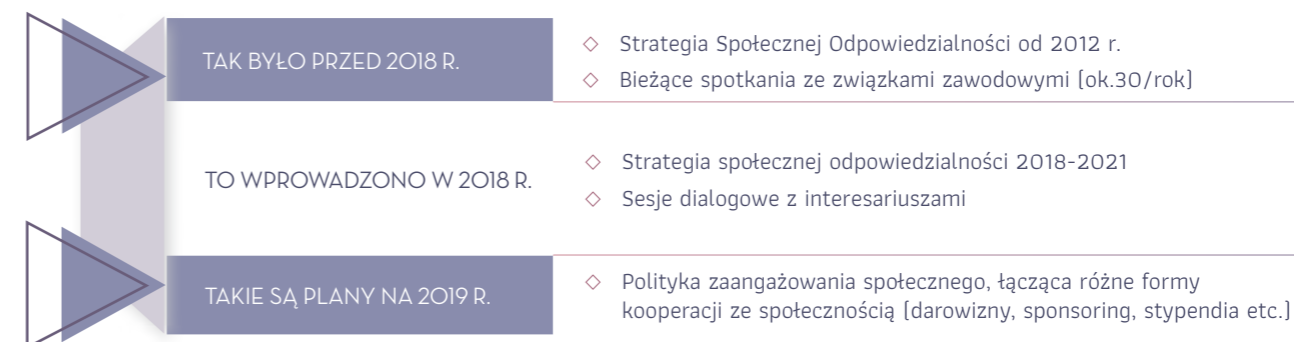 TAK BYŁO PRZED 2018 R.
◇ Strategia Społecznej Odpowiedzialności od 2012 r.
◇ Bieżące spotkania ze związkami zawodowymi (ok.30/rok)
TO WPROWADZONO W 2018 R.
◇ Strategia społecznej odpowiedzialności 2018-2021
◇ Sesje dialogowe z interesariuszami
TAKIE SĄ PLANY NA 2019 R.
◇ Polityka zaangażowania społecznego, łącząca różne formy
kooperacji ze społecznością (darowizny, sponsoring, stypendia etc.)